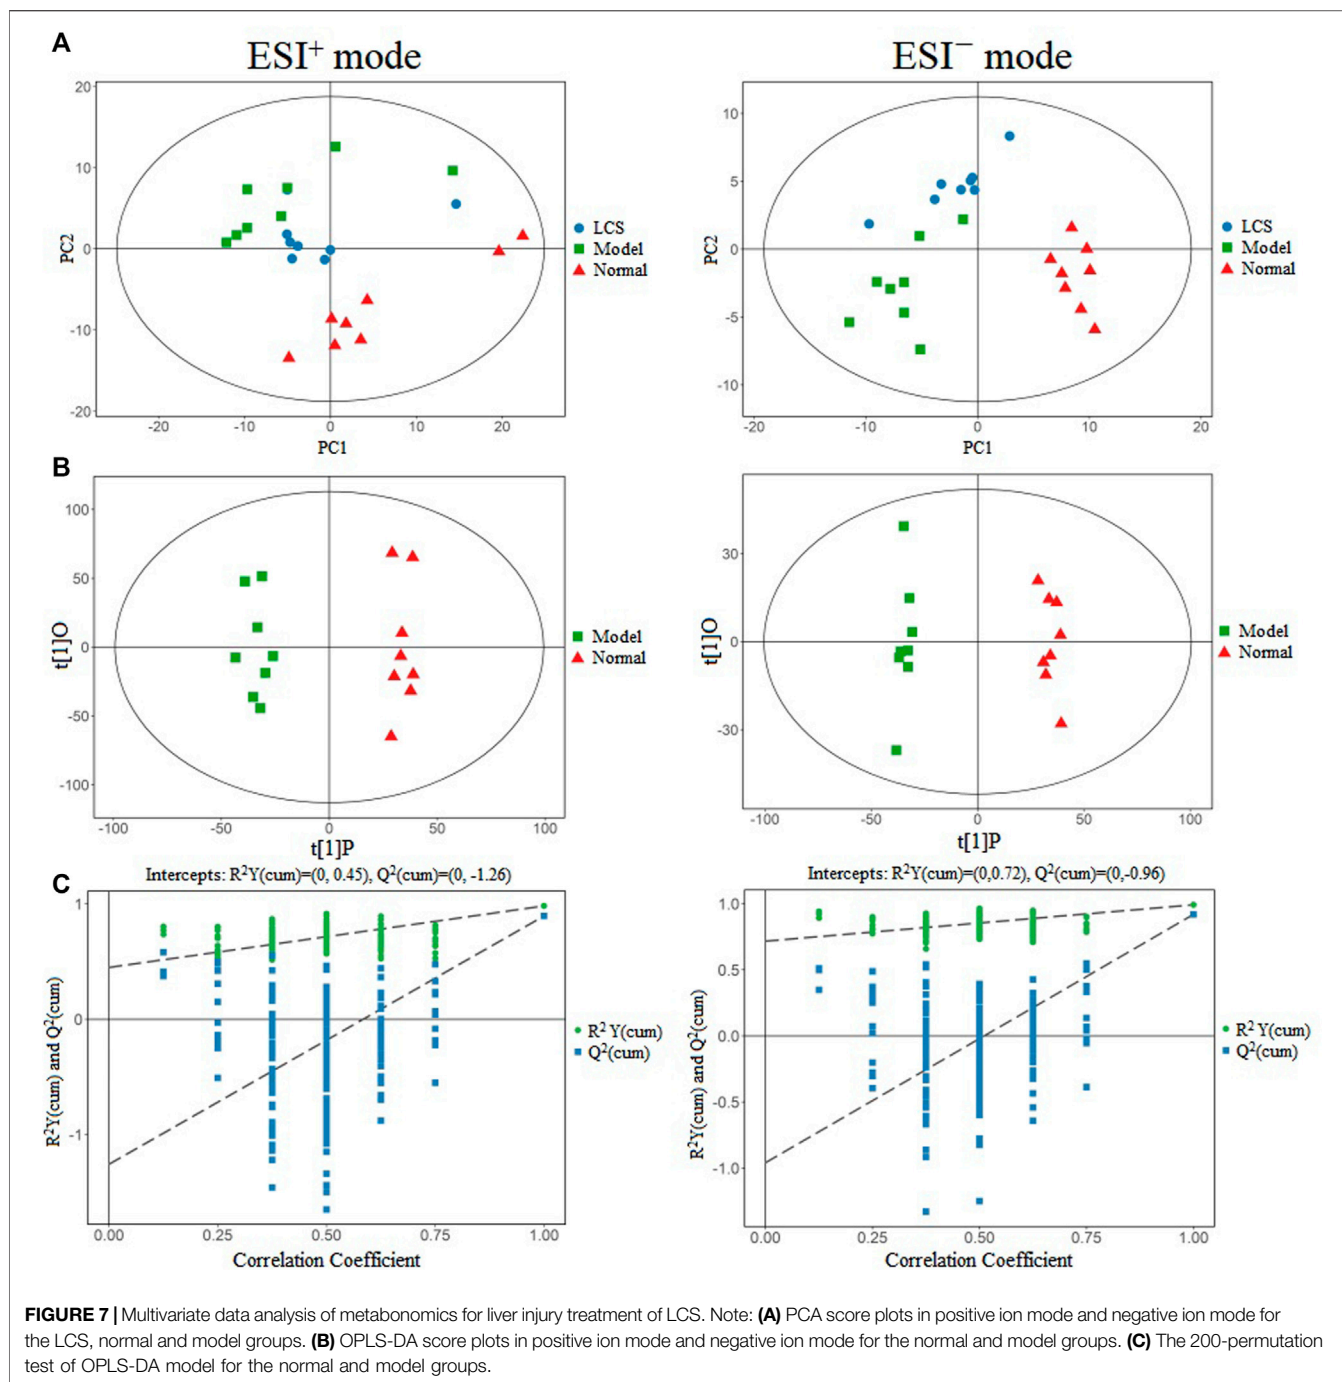 A
ESI+ mode
ESI− mode
20
10
0
-10
-20
PC2
-20
-10
0
10
20
PC1
LCS
Model
Normal
10
5
0
-5
-10
PC2
-20
-10
0
10
20
PC1
LCS
Model
Normal
B
100
50
0
-50
-100
t[1]O
-100
-50
0
50
100
t[1]P
Model
Normal
30
0
-30
t[1]O
-100
-50
0
50
100
t[1]P
Model
Normal
C
Intercepts: R²Y(cum)=(0, 0.45), Q²(cum)=(0, -1.26)
1
0
-1
R²Y(cum) and Q²(cum)
0.00
0.25
0.50
0.75
1.00
Correlation Coefficient
R² Y(cum)
Q²(cum)
Intercepts: R²Y(cum)=(0,0.72), Q²(cum)=(0,-0.96)
1.0
0.5
0.0
-0.5
-1.0
R²Y(cum) and Q²(cum)
0.00
0.25
0.50
0.75
1.00
Correlation Coefficient
R² Y(cum)
Q²(cum)
FIGURE 7 | Multivariate data analysis of metabonomics for liver injury treatment of LCS. Note: (A) PCA score plots in positive ion mode and negative ion mode for
the LCS, normal and model groups. (B) OPLS-DA score plots in positive ion mode and negative ion mode for the normal and model groups. (C) The 200-permutation
test of OPLS-DA model for the normal and model groups.